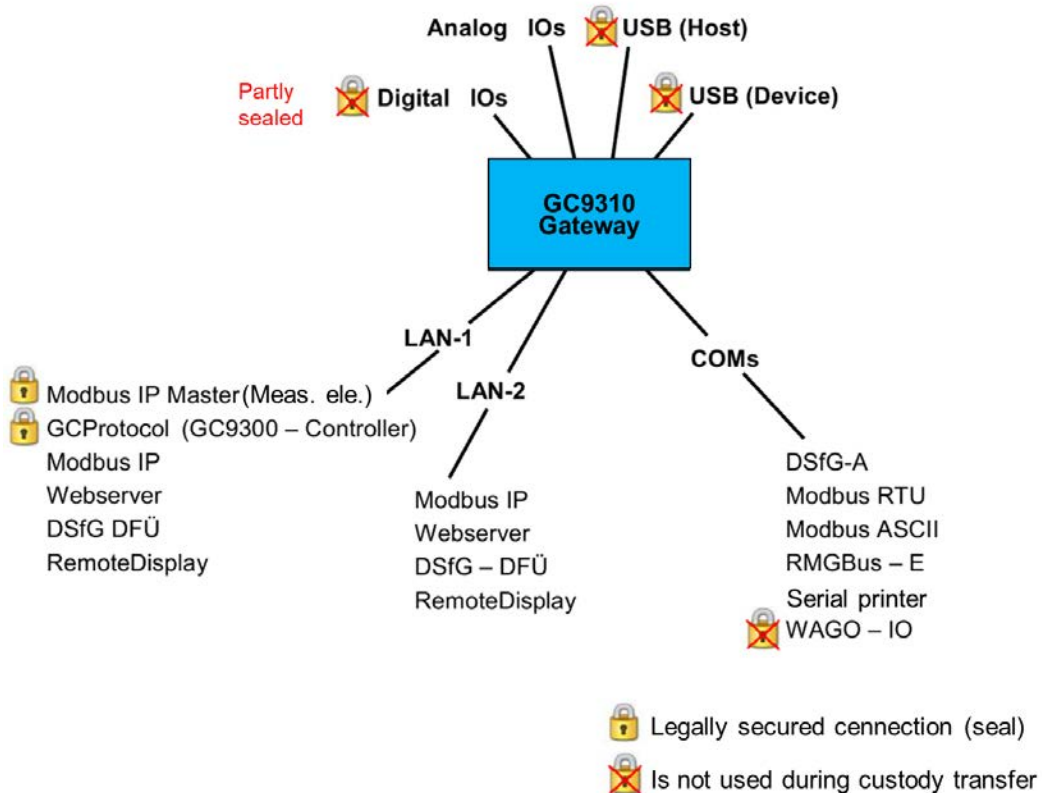 Analog IOs
USB (Host)
Partly
sealed
Digital IOs
USB (Device)
GC9310
Gateway
LAN-1
LAN-2
COMs
Modbus IP Master(Meas. ele.)
GCProtocol (GC9300 – Controller)
Modbus IP
Webserver
DSfG DFÜ
RemoteDisplay
Modbus IP
Webserver
DSfG – DFÜ
RemoteDisplay
DSfG-A
Modbus RTU
Modbus ASCII
RMGBus – E
Serial printer
WAGO – IO
Legally secured cennection (seal)
Is not used during custody transfer